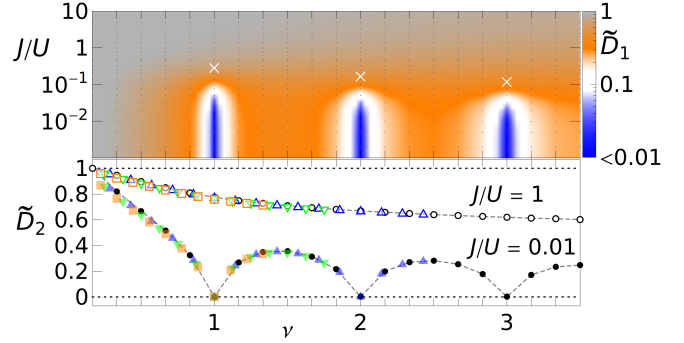 10
J/U
1
10⁻¹
10⁻²
1
D̃₁
0.1
<0.01
1
0.8
0.6
D̃₂
0.4
0.2
0
J/U = 1
J/U = 0.01
1
ν
2
3